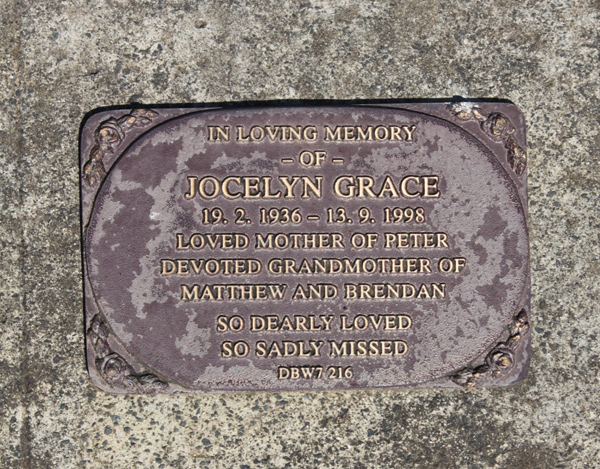 IN LOVING MEMORY
– OF –
JOCELYN GRACE
19. 2. 1936 – 13. 9. 1998
LOVED MOTHER OF PETER
DEVOTED GRANDMOTHER OF
MATTHEW AND BRENDAN
SO DEARLY LOVED
SO SADLY MISSED
DBW7 216